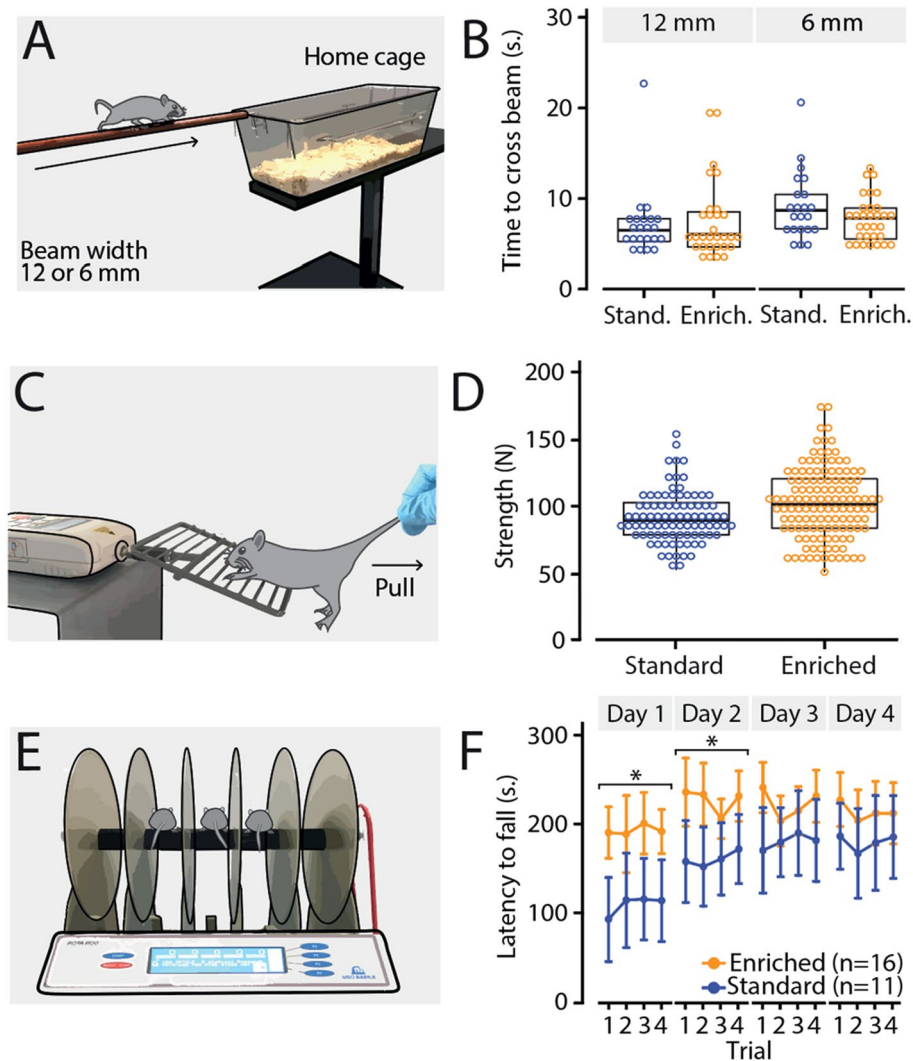 A
Home cage
Beam width
12 or 6 mm
B
12 mm
6 mm
Time to cross beam (s.)
30
20
10
0
Stand.
Enrich.
Stand.
Enrich.
C
Pull
D
Strength (N)
200
150
100
50
0
Standard
Enriched
E
F
Day 1
Day 2
Day 3
Day 4
*
*
Latency to fall (s.)
300
200
100
0
Enriched (n=16)
Standard (n=11)
1 2 3 4
1 2 3 4
1 2 3 4
1 2 3 4
Trial